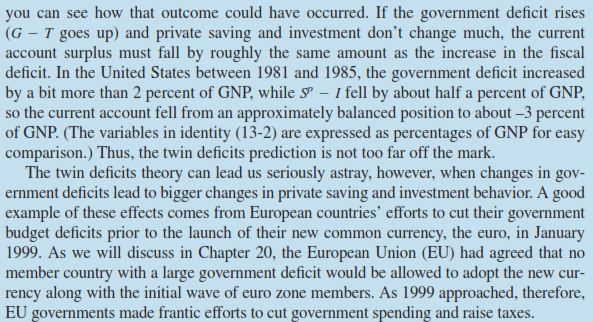 you can see how that outcome could have occurred. If the government deficit rises
(G – T goes up) and private saving and investment don't change much, the current
account surplus must fall by roughly the same amount as the increase in the fiscal
deficit. In the United States between 1981 and 1985, the government deficit increased
by a bit more than 2 percent of GNP, while Sᵖ – I fell by about half a percent of GNP,
so the current account fell from an approximately balanced position to about –3 percent
of GNP. (The variables in identity (13-2) are expressed as percentages of GNP for easy
comparison.) Thus, the twin deficits prediction is not too far off the mark.
The twin deficits theory can lead us seriously astray, however, when changes in gov-
ernment deficits lead to bigger changes in private saving and investment behavior. A good
example of these effects comes from European countries' efforts to cut their government
budget deficits prior to the launch of their new common currency, the euro, in January
1999. As we will discuss in Chapter 20, the European Union (EU) had agreed that no
member country with a large government deficit would be allowed to adopt the new cur-
rency along with the initial wave of euro zone members. As 1999 approached, therefore,
EU governments made frantic efforts to cut government spending and raise taxes.